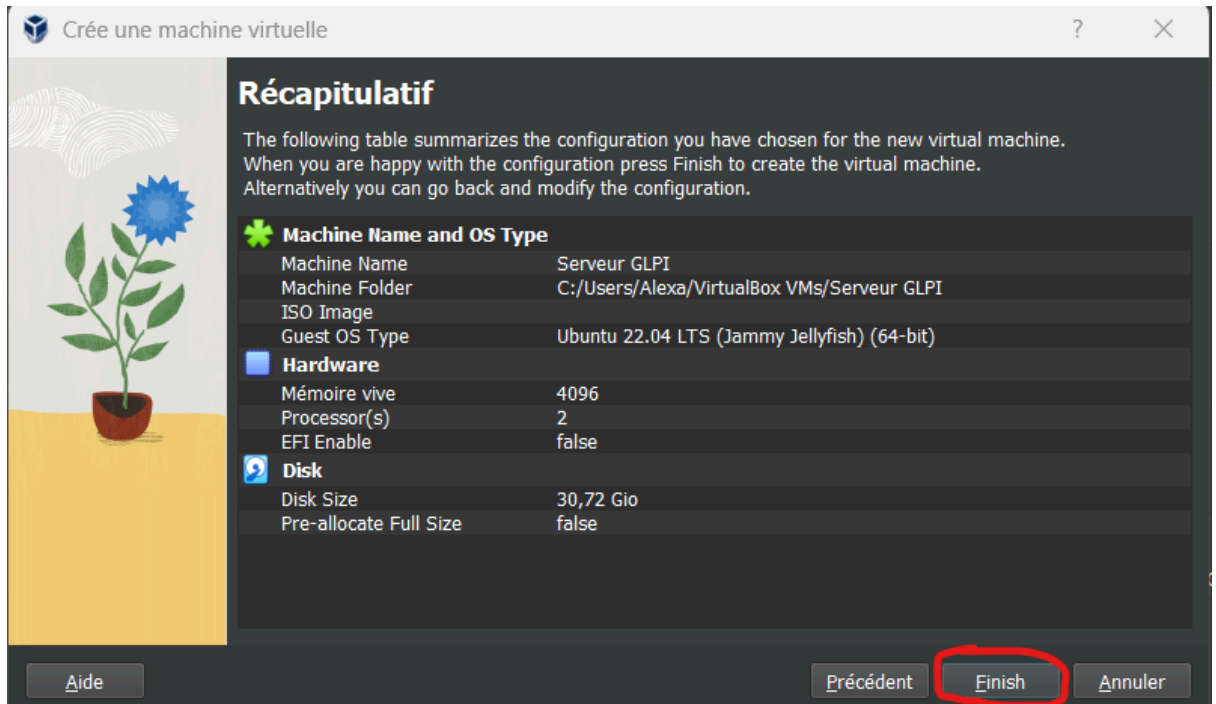 Crée une machine virtuelle ?
Récapitulatif
The following table summarizes the configuration you have chosen for the new virtual machine.
When you are happy with the configuration press Finish to create the virtual machine.
Alternatively you can go back and modify the configuration.
Machine Name and OS Type
Machine Name Serveur GLPI
Machine Folder C:/Users/Alexa/VirtualBox VMs/Serveur GLPI
ISO Image
Guest OS Type Ubuntu 22.04 LTS (Jammy Jellyfish) (64-bit)
Hardware
Mémoire vive 4096
Processor(s) 2
EFI Enable false
Disk
Disk Size 30,72 Gio
Pre-allocate Full Size false
Aide Précédent Finish Annuler